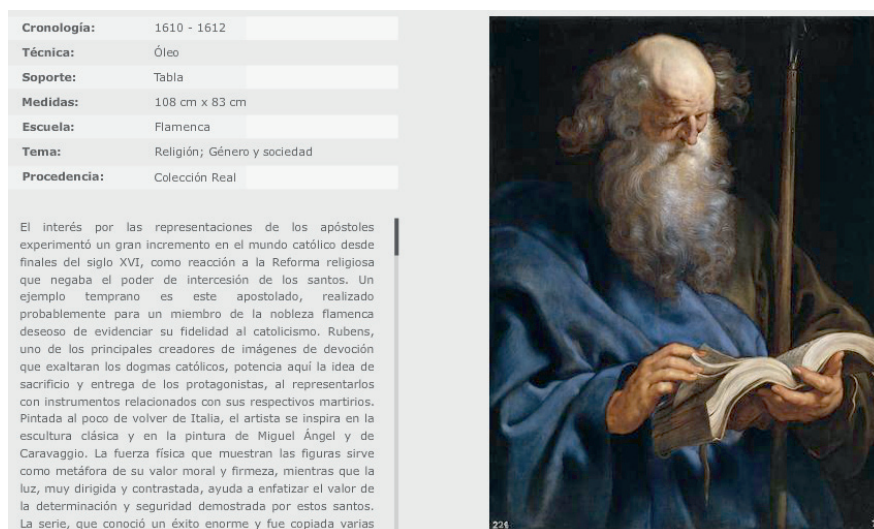 Cronología: 1610 - 1612
Técnica: Óleo
Soporte: Tabla
Medidas: 108 cm x 83 cm
Escuela: Flamenca
Tema: Religión; Género y sociedad
Procedencia: Colección Real
El interés por las representaciones de los apóstoles
experimentó un gran incremento en el mundo católico desde
finales del siglo XVI, como reacción a la Reforma religiosa
que negaba el poder de intercesión de los santos. Un
ejemplo temprano es este apostolado, realizado
probablemente para un miembro de la nobleza flamenca
deseoso de evidenciar su fidelidad al catolicismo. Rubens,
uno de los principales creadores de imágenes de devoción
que exaltaran los dogmas católicos, potencia aquí la idea de
sacrificio y entrega de los protagonistas, al representarlos
con instrumentos relacionados con sus respectivos martirios.
Pintada al poco de volver de Italia, el artista se inspira en la
escultura clásica y en la pintura de Miguel Ángel y de
Caravaggio. La fuerza física que muestran las figuras sirve
como metáfora de su valor moral y firmeza, mientras que la
luz, muy dirigida y contrastada, ayuda a enfatizar el valor de
la determinación y seguridad demostrada por estos santos.
La serie, que conoció un éxito enorme y fue copiada varias